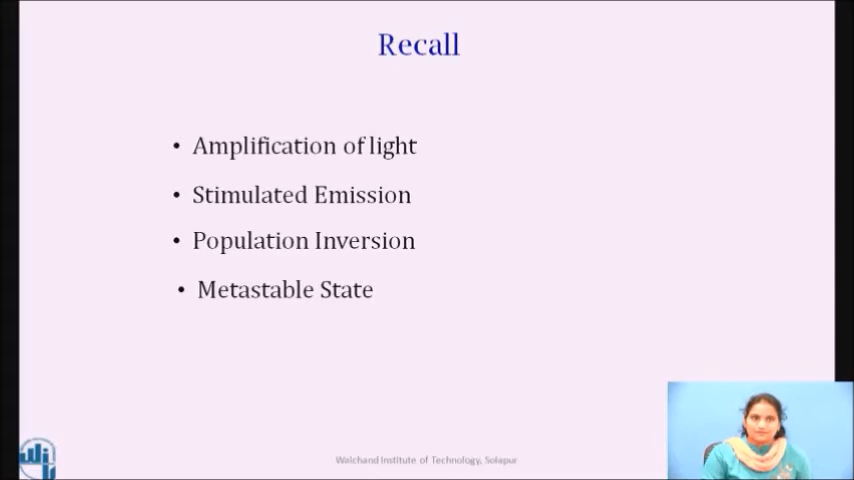 Recall
• Amplification of light
• Stimulated Emission
• Population Inversion
• Metastable State
Walchand Institute of Technology, Solapur